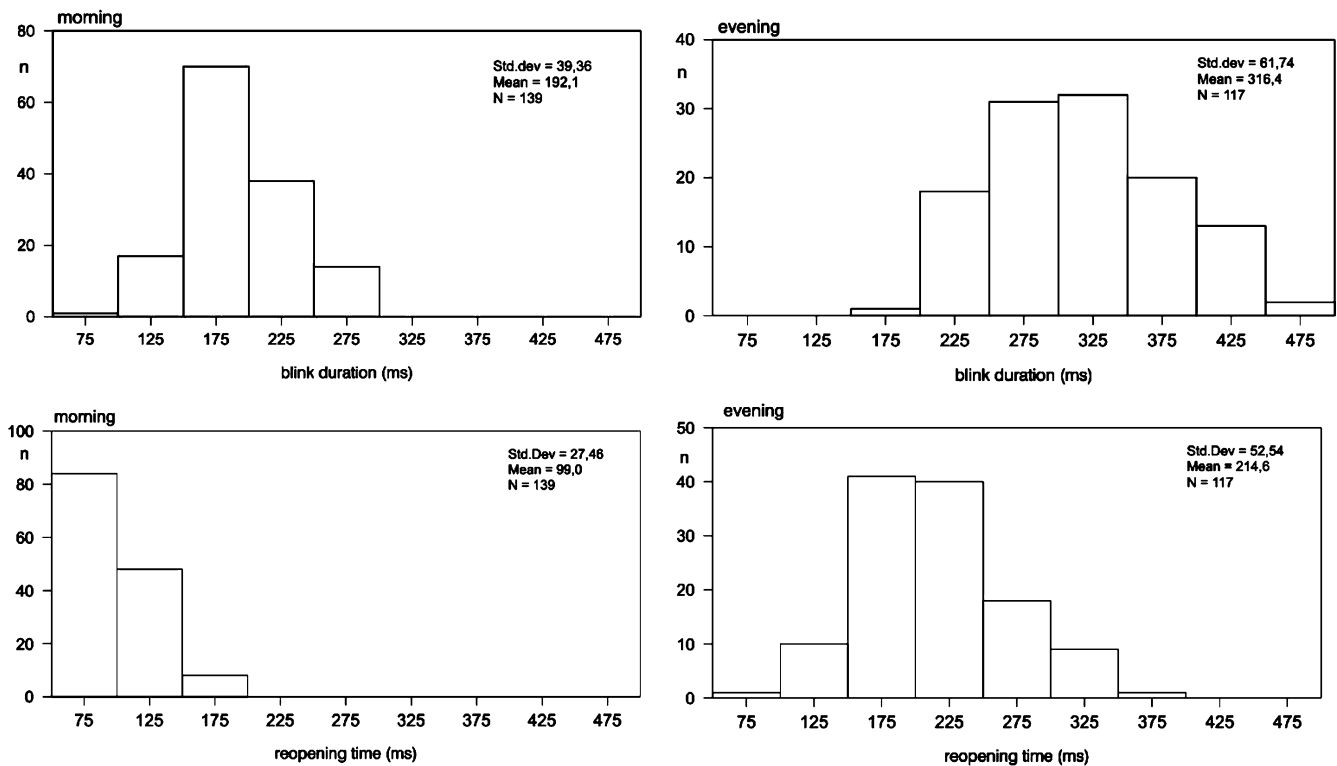 morning
80
n
60
40
20
0
Std.dev = 39,36
Mean = 192,1
N = 139
75 125 175 225 275 325 375 425 475
blink duration (ms)
evening
40
n
30
20
10
0
Std.dev = 61,74
Mean = 316,4
N = 117
75 125 175 225 275 325 375 425 475
blink duration (ms)
morning
100
n
80
60
40
20
0
Std.Dev = 27,46
Mean = 99,0
N = 139
75 125 175 225 275 325 375 425 475
reopening time (ms)
evening
50
n
40
30
20
10
0
Std.Dev = 52,54
Mean = 214,6
N = 117
75 125 175 225 275 325 375 425 475
reopening time (ms)